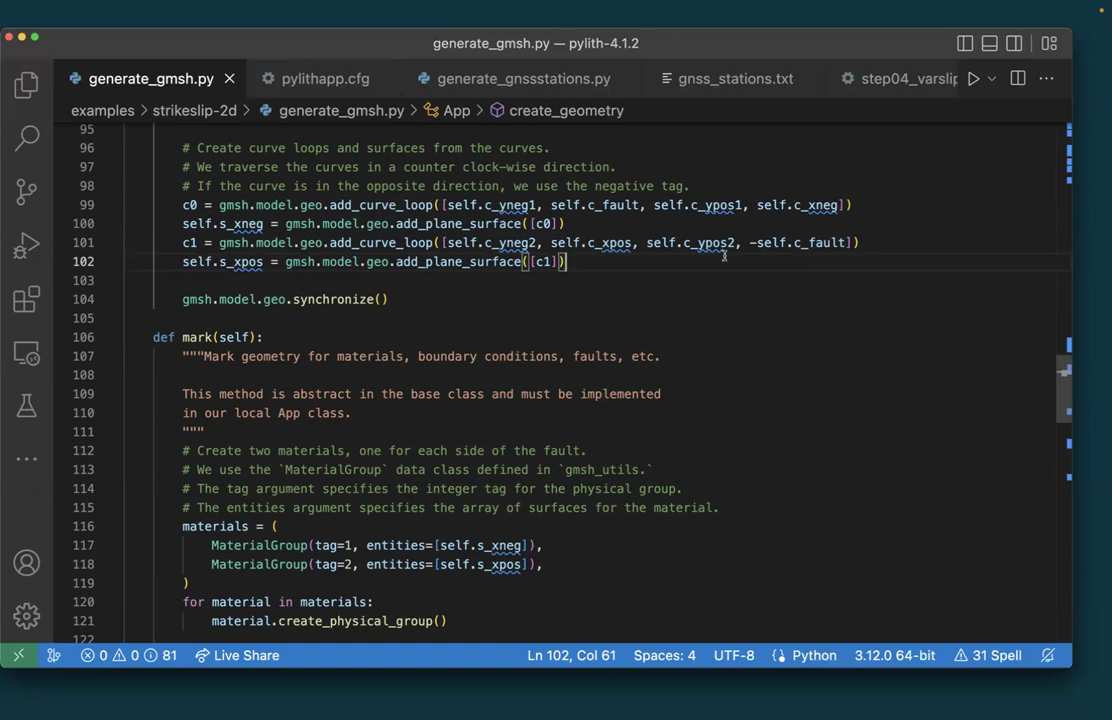 generate_gmsh.py — pylith-4.1.2
generate_gmsh.py
pylithapp.cfg
generate_gnssstations.py
gnss_stations.txt
step04_varslip
examples > strikeslip-2d > generate_gmsh.py > App > create_geometry
95
96 # Create curve loops and surfaces from the curves.
97 # We traverse the curves in a counter clock-wise direction.
98 # If the curve is in the opposite direction, we use the negative tag.
99 c0 = gmsh.model.geo.add_curve_loop([self.c_yneg1, self.c_fault, self.c_ypos1, self.c_xneg])
100 self.s_xneg = gmsh.model.geo.add_plane_surface([c0])
101 c1 = gmsh.model.geo.add_curve_loop([self.c_yneg2, self.c_xpos, self.c_ypos2, -self.c_fault])
102 self.s_xpos = gmsh.model.geo.add_plane_surface([c1])
103
104 gmsh.model.geo.synchronize()
105
106 def mark(self):
107 """Mark geometry for materials, boundary conditions, faults, etc.
108
109 This method is abstract in the base class and must be implemented
110 in our local App class.
111 """
112 # Create two materials, one for each side of the fault.
113 # We use the `MaterialGroup` data class defined in `gmsh_utils.`
114 # The tag argument specifies the integer tag for the physical group.
115 # The entities argument specifies the array of surfaces for the material.
116 materials = (
117 MaterialGroup(tag=1, entities=[self.s_xneg]),
118 MaterialGroup(tag=2, entities=[self.s_xpos]),
119 )
120 for material in materials:
121 material.create_physical_group()
122
0 0 81 Live Share Ln 102, Col 61 Spaces: 4 UTF-8 Python 3.12.0 64-bit 31 Spell